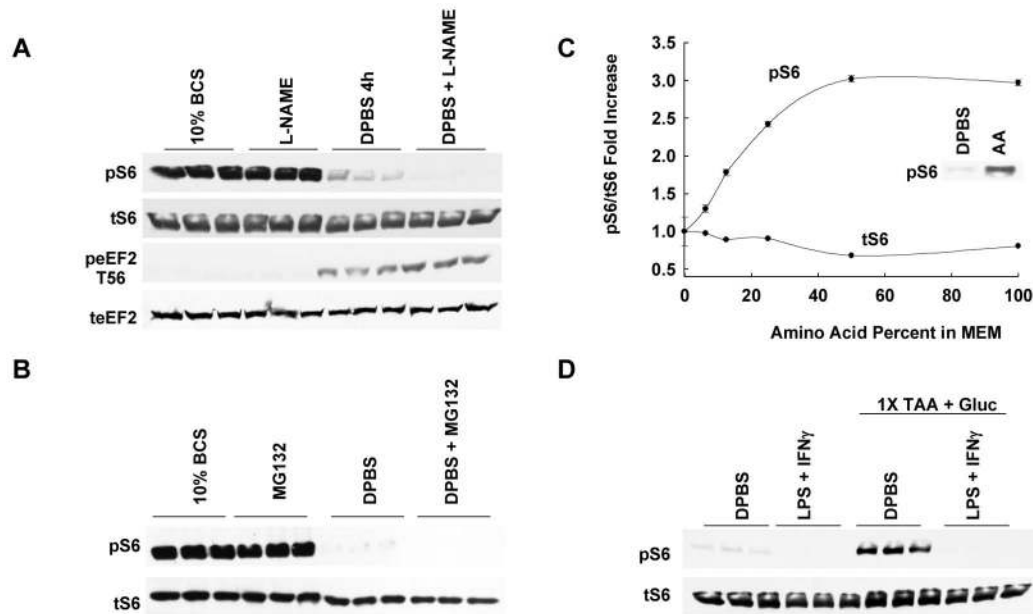 A
10% BCS
L-NAME
DPBS 4h
DPBS + L-NAME
pS6
tS6
peEF2
T56
teEF2
B
10% BCS
MG132
DPBS
DPBS + MG132
pS6
tS6
C
pS6/tS6 Fold Increase
3.5
3.0
2.5
2.0
1.5
1.0
0.5
pS6
DPBS
AA
pS6
tS6
0
20
40
60
80
100
Amino Acid Percent in MEM
D
1X TAA + Gluc
DPBS
LPS + IFNγ
DPBS
LPS + IFNγ
pS6
tS6